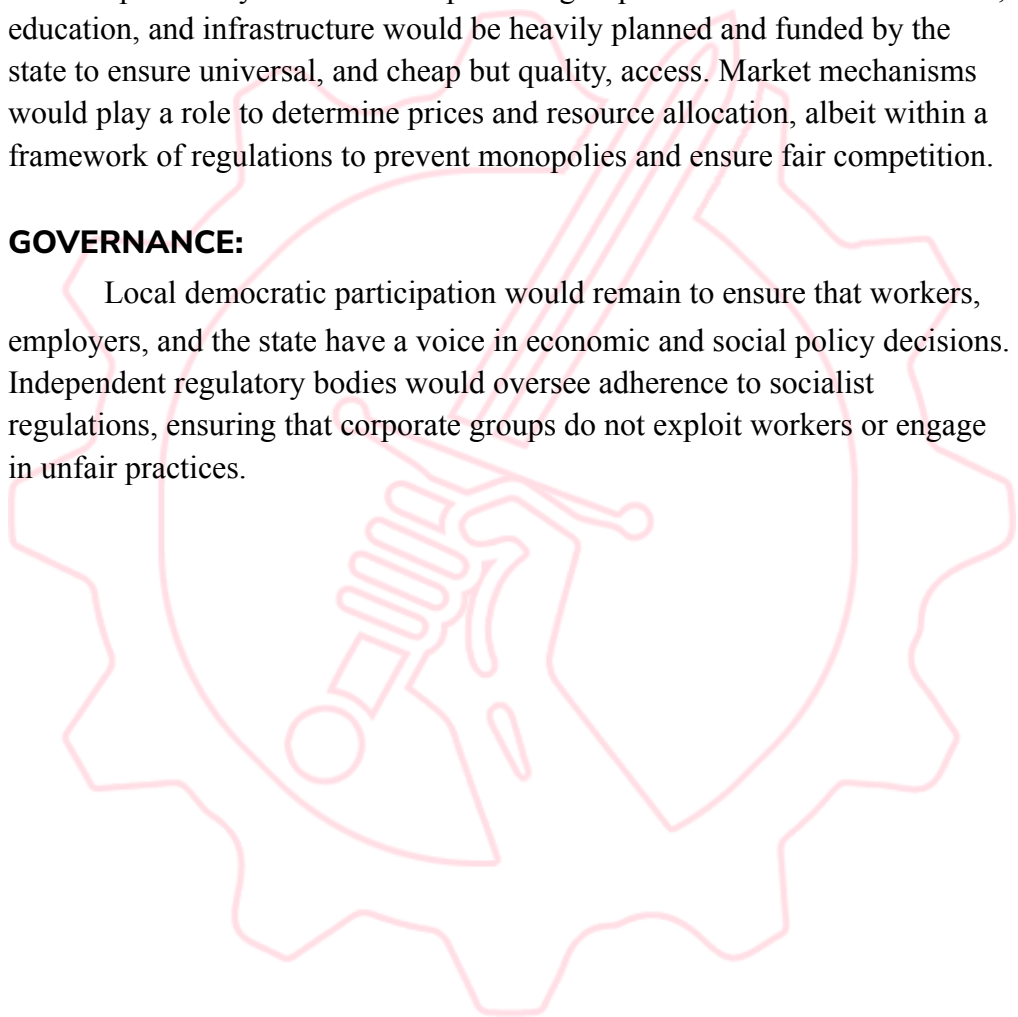 education, and infrastructure would be heavily planned and funded by the
state to ensure universal, and cheap but quality, access. Market mechanisms
would play a role to determine prices and resource allocation, albeit within a
framework of regulations to prevent monopolies and ensure fair competition.
GOVERNANCE:
Local democratic participation would remain to ensure that workers,
employers, and the state have a voice in economic and social policy decisions.
Independent regulatory bodies would oversee adherence to socialist
regulations, ensuring that corporate groups do not exploit workers or engage
in unfair practices.